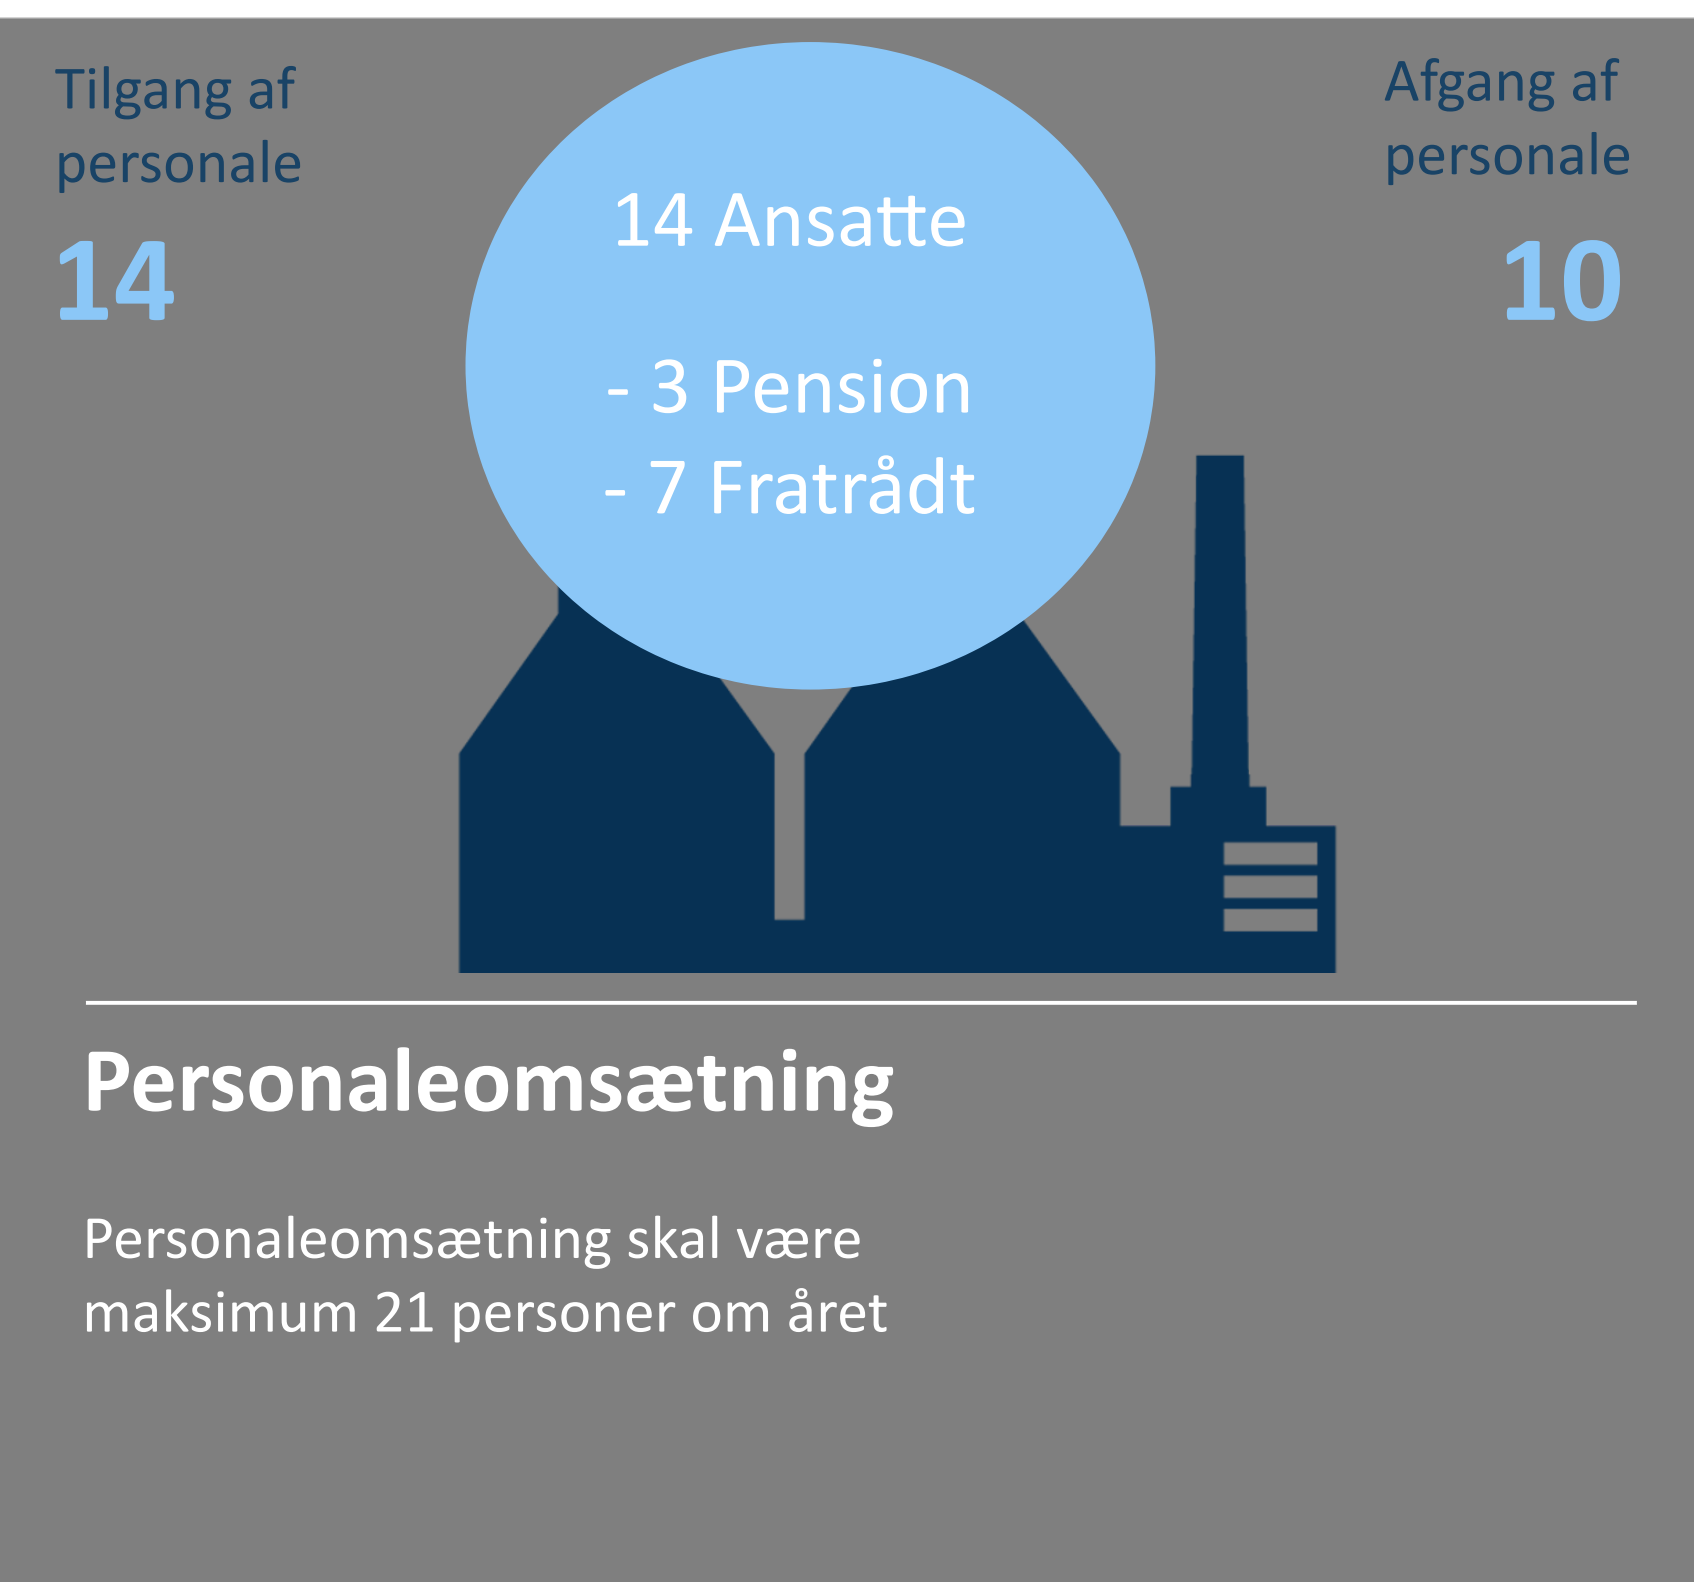 Tilgang af
personale
14
14 Ansatte
- 3 Pension
- 7 Fratrådt
Afgang af
personale
10
Personaleomsætning
Personaleomsætning skal være
maksimum 21 personer om året